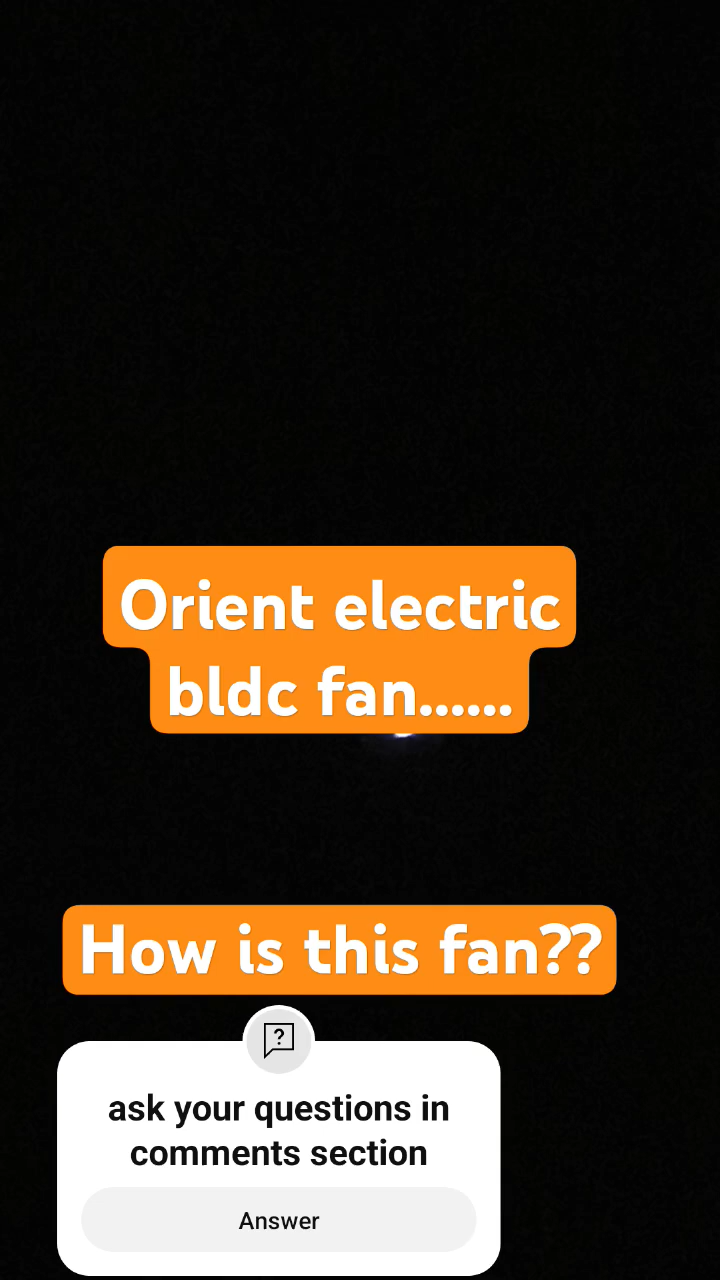 Orient electric
bldc fan......
How is this fan??
ask your questions in
comments section
Answer